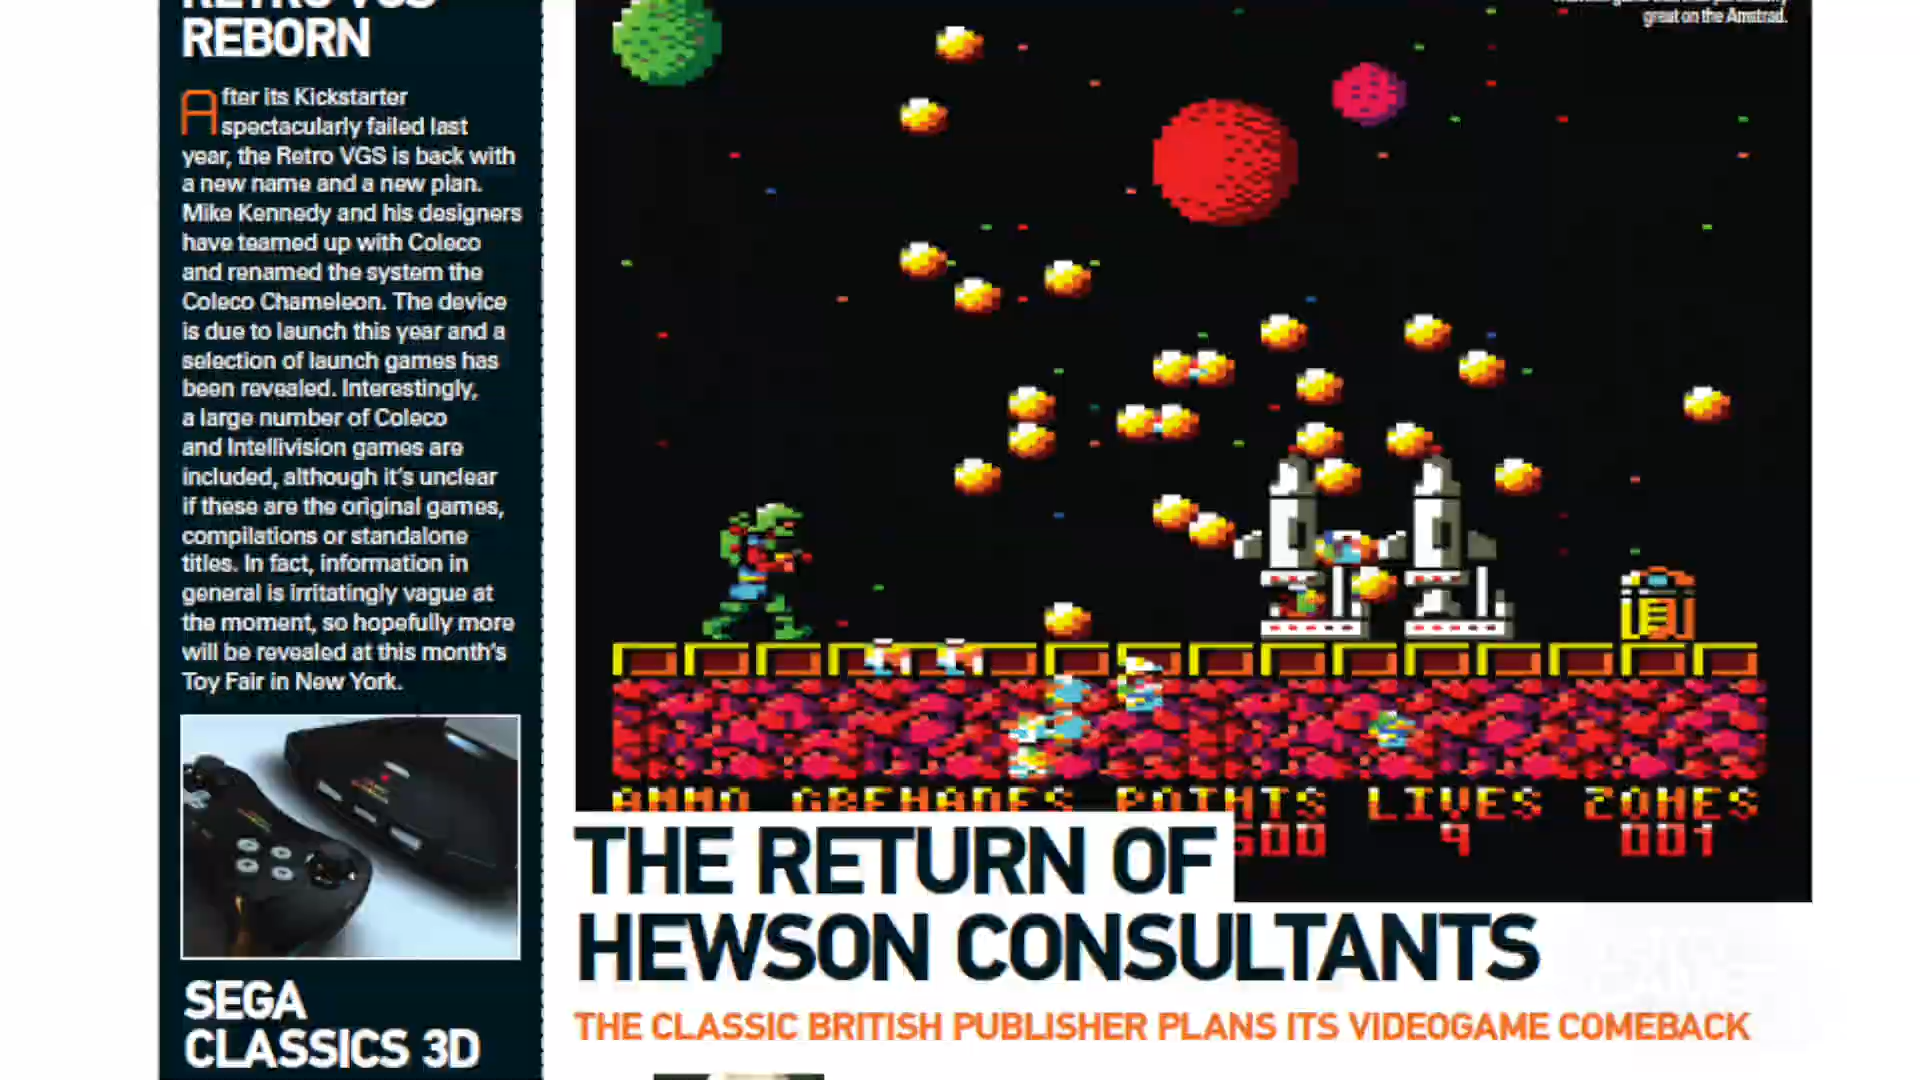 RETRO VGS
REBORN
After its Kickstarter
spectacularly failed last
year, the Retro VGS is back with
a new name and a new plan.
Mike Kennedy and his designers
have teamed up with Coleco
and renamed the system the
Coleco Chameleon. The device
is due to launch this year and a
selection of launch games has
been revealed. Interestingly,
a large number of Coleco
and Intellivision games are
included, although it's unclear
if these are the original games,
compilations or standalone
titles. In fact, information in
general is irritatingly vague at
the moment, so hopefully more
will be revealed at this month's
Toy Fair in New York.
SEGA
CLASSICS 3D
great on the Amstrad.
AMMO GRENADES POINTS LIVES ZONES
600 9 001
THE RETURN OF
HEWSON CONSULTANTS
THE CLASSIC BRITISH PUBLISHER PLANS ITS VIDEOGAME COMEBACK